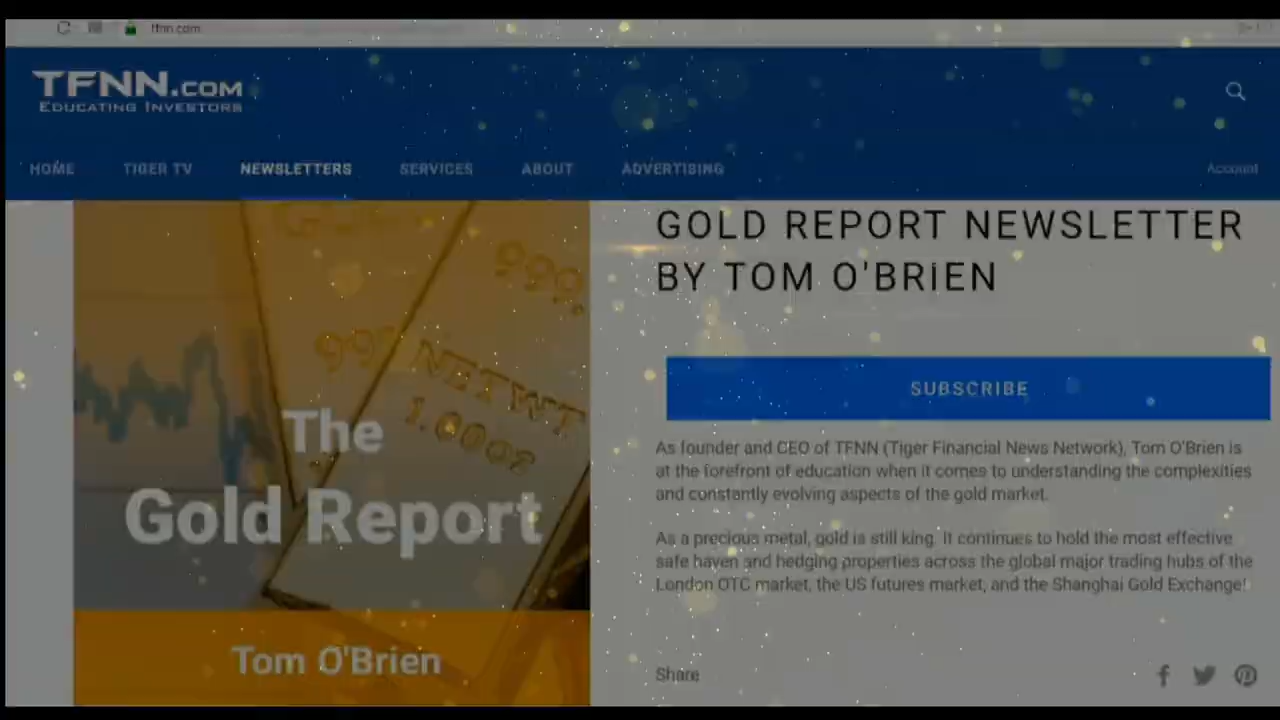 tfnn.com
TFNN.COM
EDUCATING INVESTORS
HOME TIGER TV NEWSLETTERS SERVICES ABOUT ADVERTISING Account
GOLD REPORT NEWSLETTER
BY TOM O'BRIEN
999.
999
NETWT
1.00oz
The
Gold Report
Tom O'Brien
SUBSCRIBE
As founder and CEO of TFNN (Tiger Financial News Network), Tom O'Brien is
at the forefront of education when it comes to understanding the complexities
and constantly evolving aspects of the gold market.
As a precious metal, gold is still king. It continues to hold the most effective
safe haven and hedging properties across the global major trading hubs of the
London OTC market, the US futures market, and the Shanghai Gold Exchange!
Share